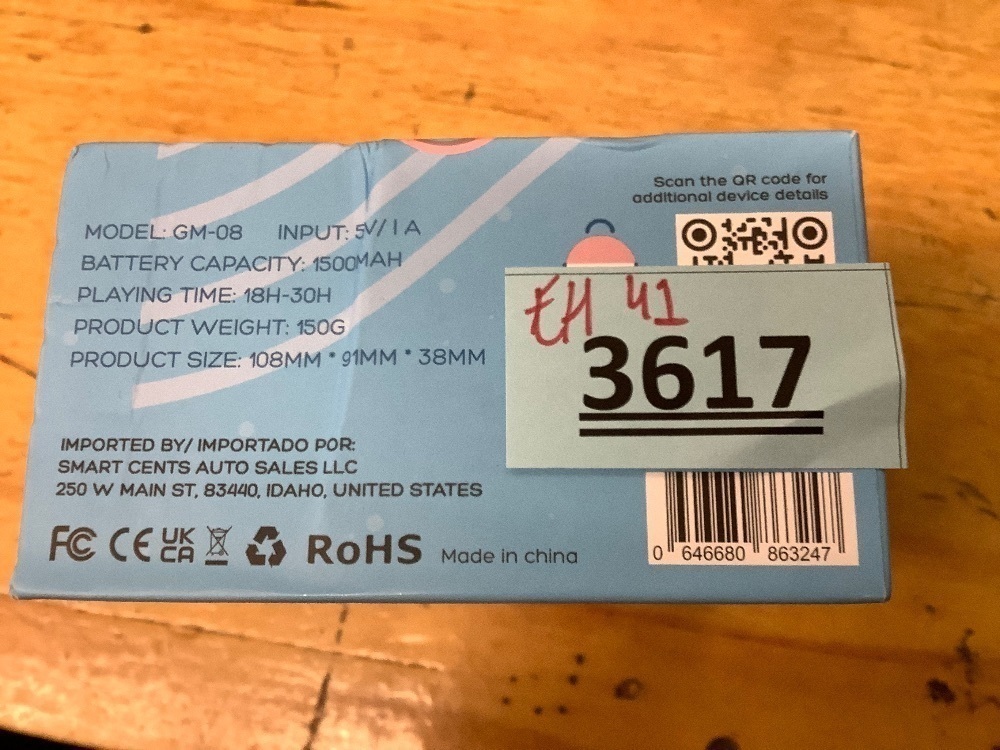 Scan the QR code for
additional device details
MODEL: GM-08 INPUT: 5V/1A
BATTERY CAPACITY: 1500MAH
PLAYING TIME: 18H-30H
PRODUCT WEIGHT: 150G
PRODUCT SIZE: 108MM * 91MM * 38MM
EH 41
3617
IMPORTED BY/ IMPORTADO POR:
SMART CENTS AUTO SALES LLC
250 W MAIN ST, 83440, IDAHO, UNITED STATES
FC CE UK CA RoHS Made in china
0 646680 863247